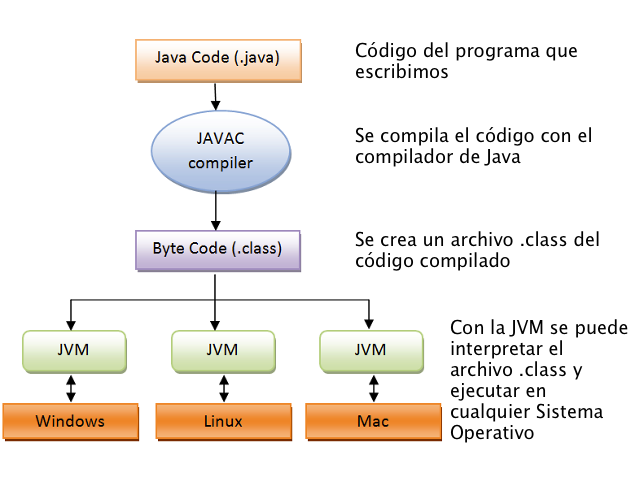 Java Code (.java)
Código del programa que
escribimos
JAVAC
compiler
Se compila el código con el
compilador de Java
Byte Code (.class)
Se crea un archivo .class del
código compilado
JVM
JVM
JVM
Con la JVM se puede
interpretar el
archivo .class y
ejecutar en
cualquier Sistema
Operativo
Windows
Linux
Mac